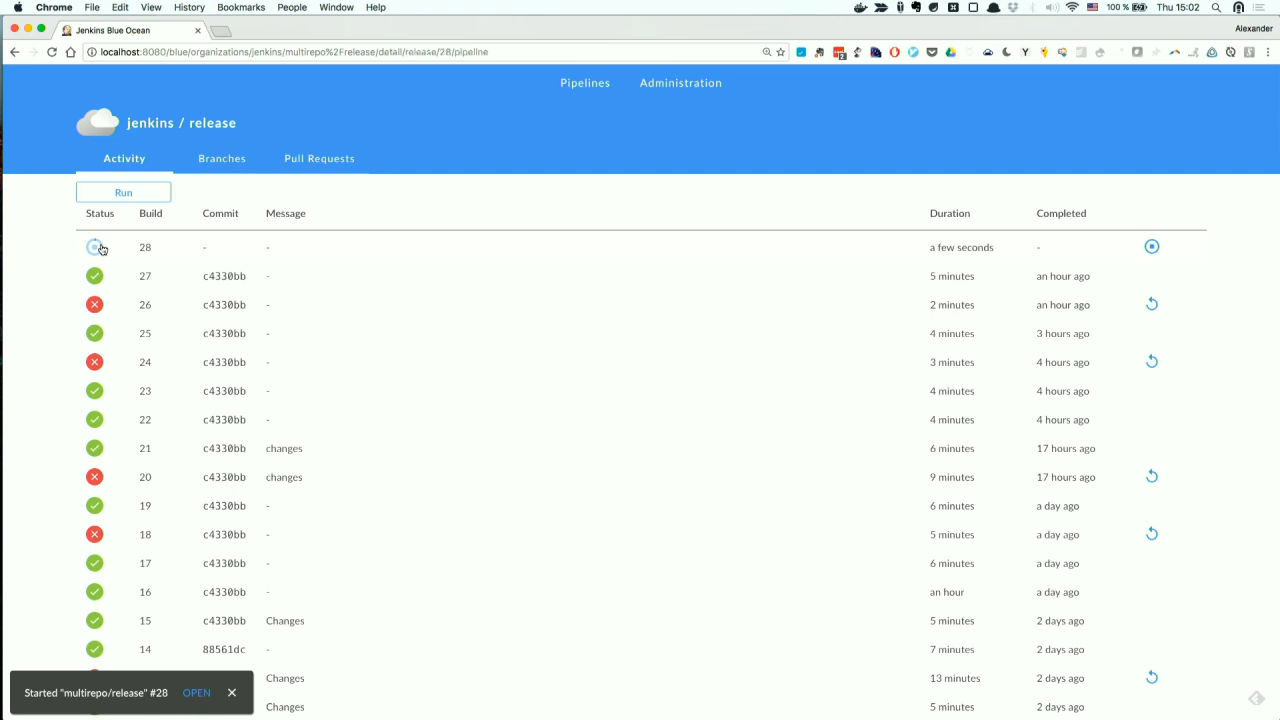 Chrome File Edit View History Bookmarks People Window Help 100 % Thu 15:02
Jenkins Blue Ocean Alexander
localhost:8080/blue/organizations/jenkins/multirepo%2Frelease/detail/release/28/pipeline
Pipelines Administration
jenkins / release
Activity Branches Pull Requests
Run
Status Build Commit Message Duration Completed
28 - - a few seconds -
27 c4330bb - 5 minutes an hour ago
26 c4330bb - 2 minutes an hour ago
25 c4330bb - 4 minutes 3 hours ago
24 c4330bb - 3 minutes 4 hours ago
23 c4330bb - 4 minutes 4 hours ago
22 c4330bb - 4 minutes 4 hours ago
21 c4330bb changes 6 minutes 17 hours ago
20 c4330bb changes 9 minutes 17 hours ago
19 c4330bb - 6 minutes a day ago
18 c4330bb - 5 minutes a day ago
17 c4330bb - 6 minutes a day ago
16 c4330bb - an hour a day ago
15 c4330bb Changes 5 minutes 2 days ago
14 88561dc - 7 minutes 2 days ago
Changes 13 minutes 2 days ago
Changes 5 minutes 2 days ago
Started "multirepo/release" #28 OPEN